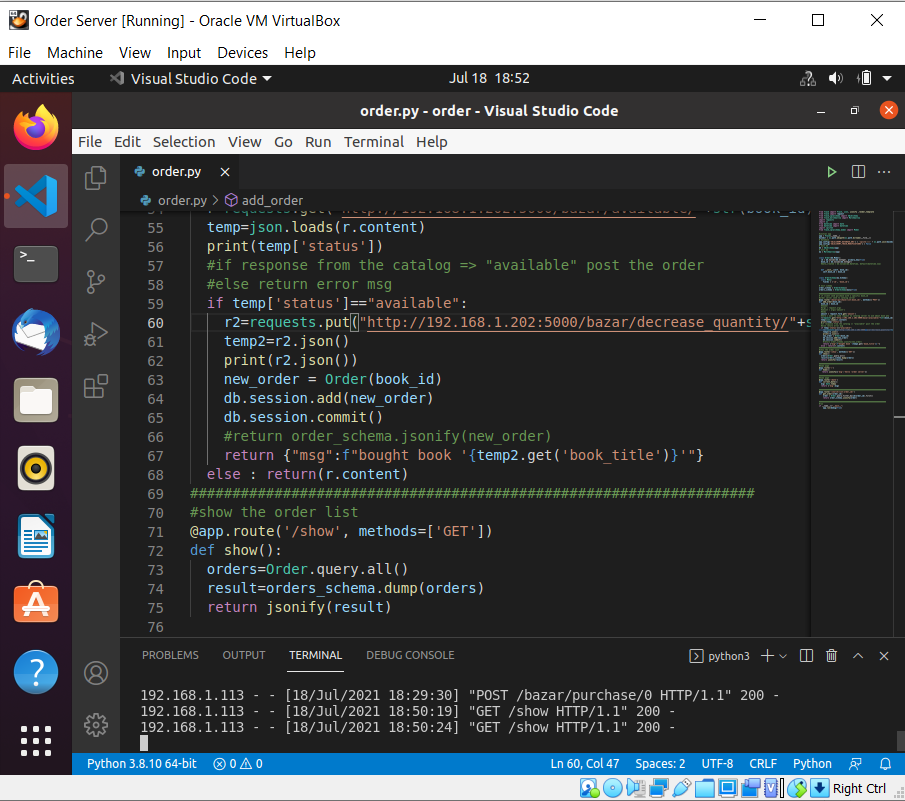 Order Server [Running] - Oracle VM VirtualBox
File Machine View Input Devices Help
Activities Visual Studio Code Jul 18 18:52
order.py - order - Visual Studio Code
File Edit Selection View Go Run Terminal Help
order.py
order.py > add_order
55 temp=json.loads(r.content)
56 print(temp['status'])
57 #if response from the catalog => "available" post the order
58 #else return error msg
59 if temp['status']=="available":
60 r2=requests.put("http://192.168.1.202:5000/bazar/decrease_quantity/"+s
61 temp2=r2.json()
62 print(r2.json())
63 new_order = Order(book_id)
64 db.session.add(new_order)
65 db.session.commit()
66 #return order_schema.jsonify(new_order)
67 return {"msg":f"bought book '{temp2.get('book_title')}'"}
68 else : return(r.content)
69 ###################################################################
70 #show the order list
71 @app.route('/show', methods=['GET'])
72 def show():
73 orders=Order.query.all()
74 result=orders_schema.dump(orders)
75 return jsonify(result)
76
PROBLEMS OUTPUT TERMINAL DEBUG CONSOLE python3
192.168.1.113 - - [18/Jul/2021 18:29:30] "POST /bazar/purchase/0 HTTP/1.1" 200 -
192.168.1.113 - - [18/Jul/2021 18:50:19] "GET /show HTTP/1.1" 200 -
192.168.1.113 - - [18/Jul/2021 18:50:24] "GET /show HTTP/1.1" 200 -
Python 3.8.10 64-bit 0 0 Ln 60, Col 47 Spaces: 2 UTF-8 CRLF Python
Right Ctrl